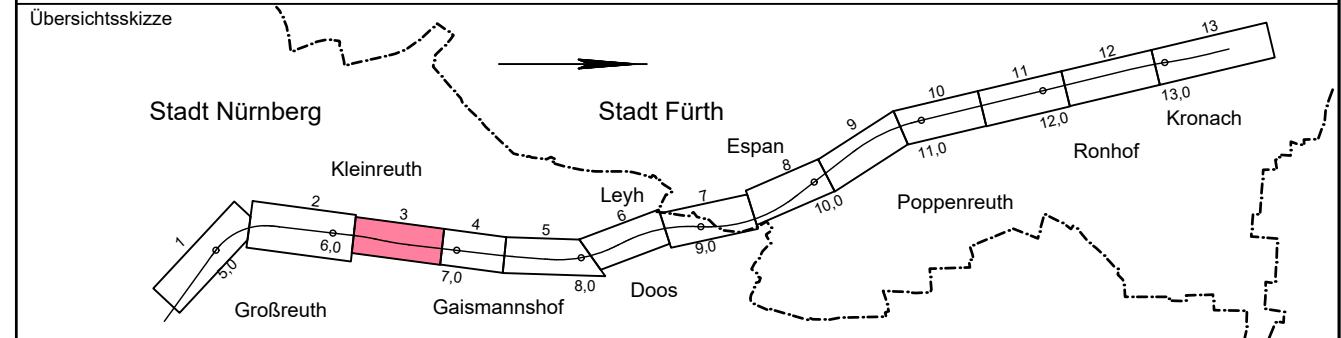 Übersichtsskizze
Stadt Nürnberg
Stadt Fürth
Kleinreuth
Leyh
Espan
Kronach
Ronhof
Poppenreuth
Großreuth
Gaismannshof
Doos
1
2
3
4
5
6
7
8
9
10
11
12
13
5,0
6,0
7,0
8,0
9,0
10,0
11,0
12,0
13,0